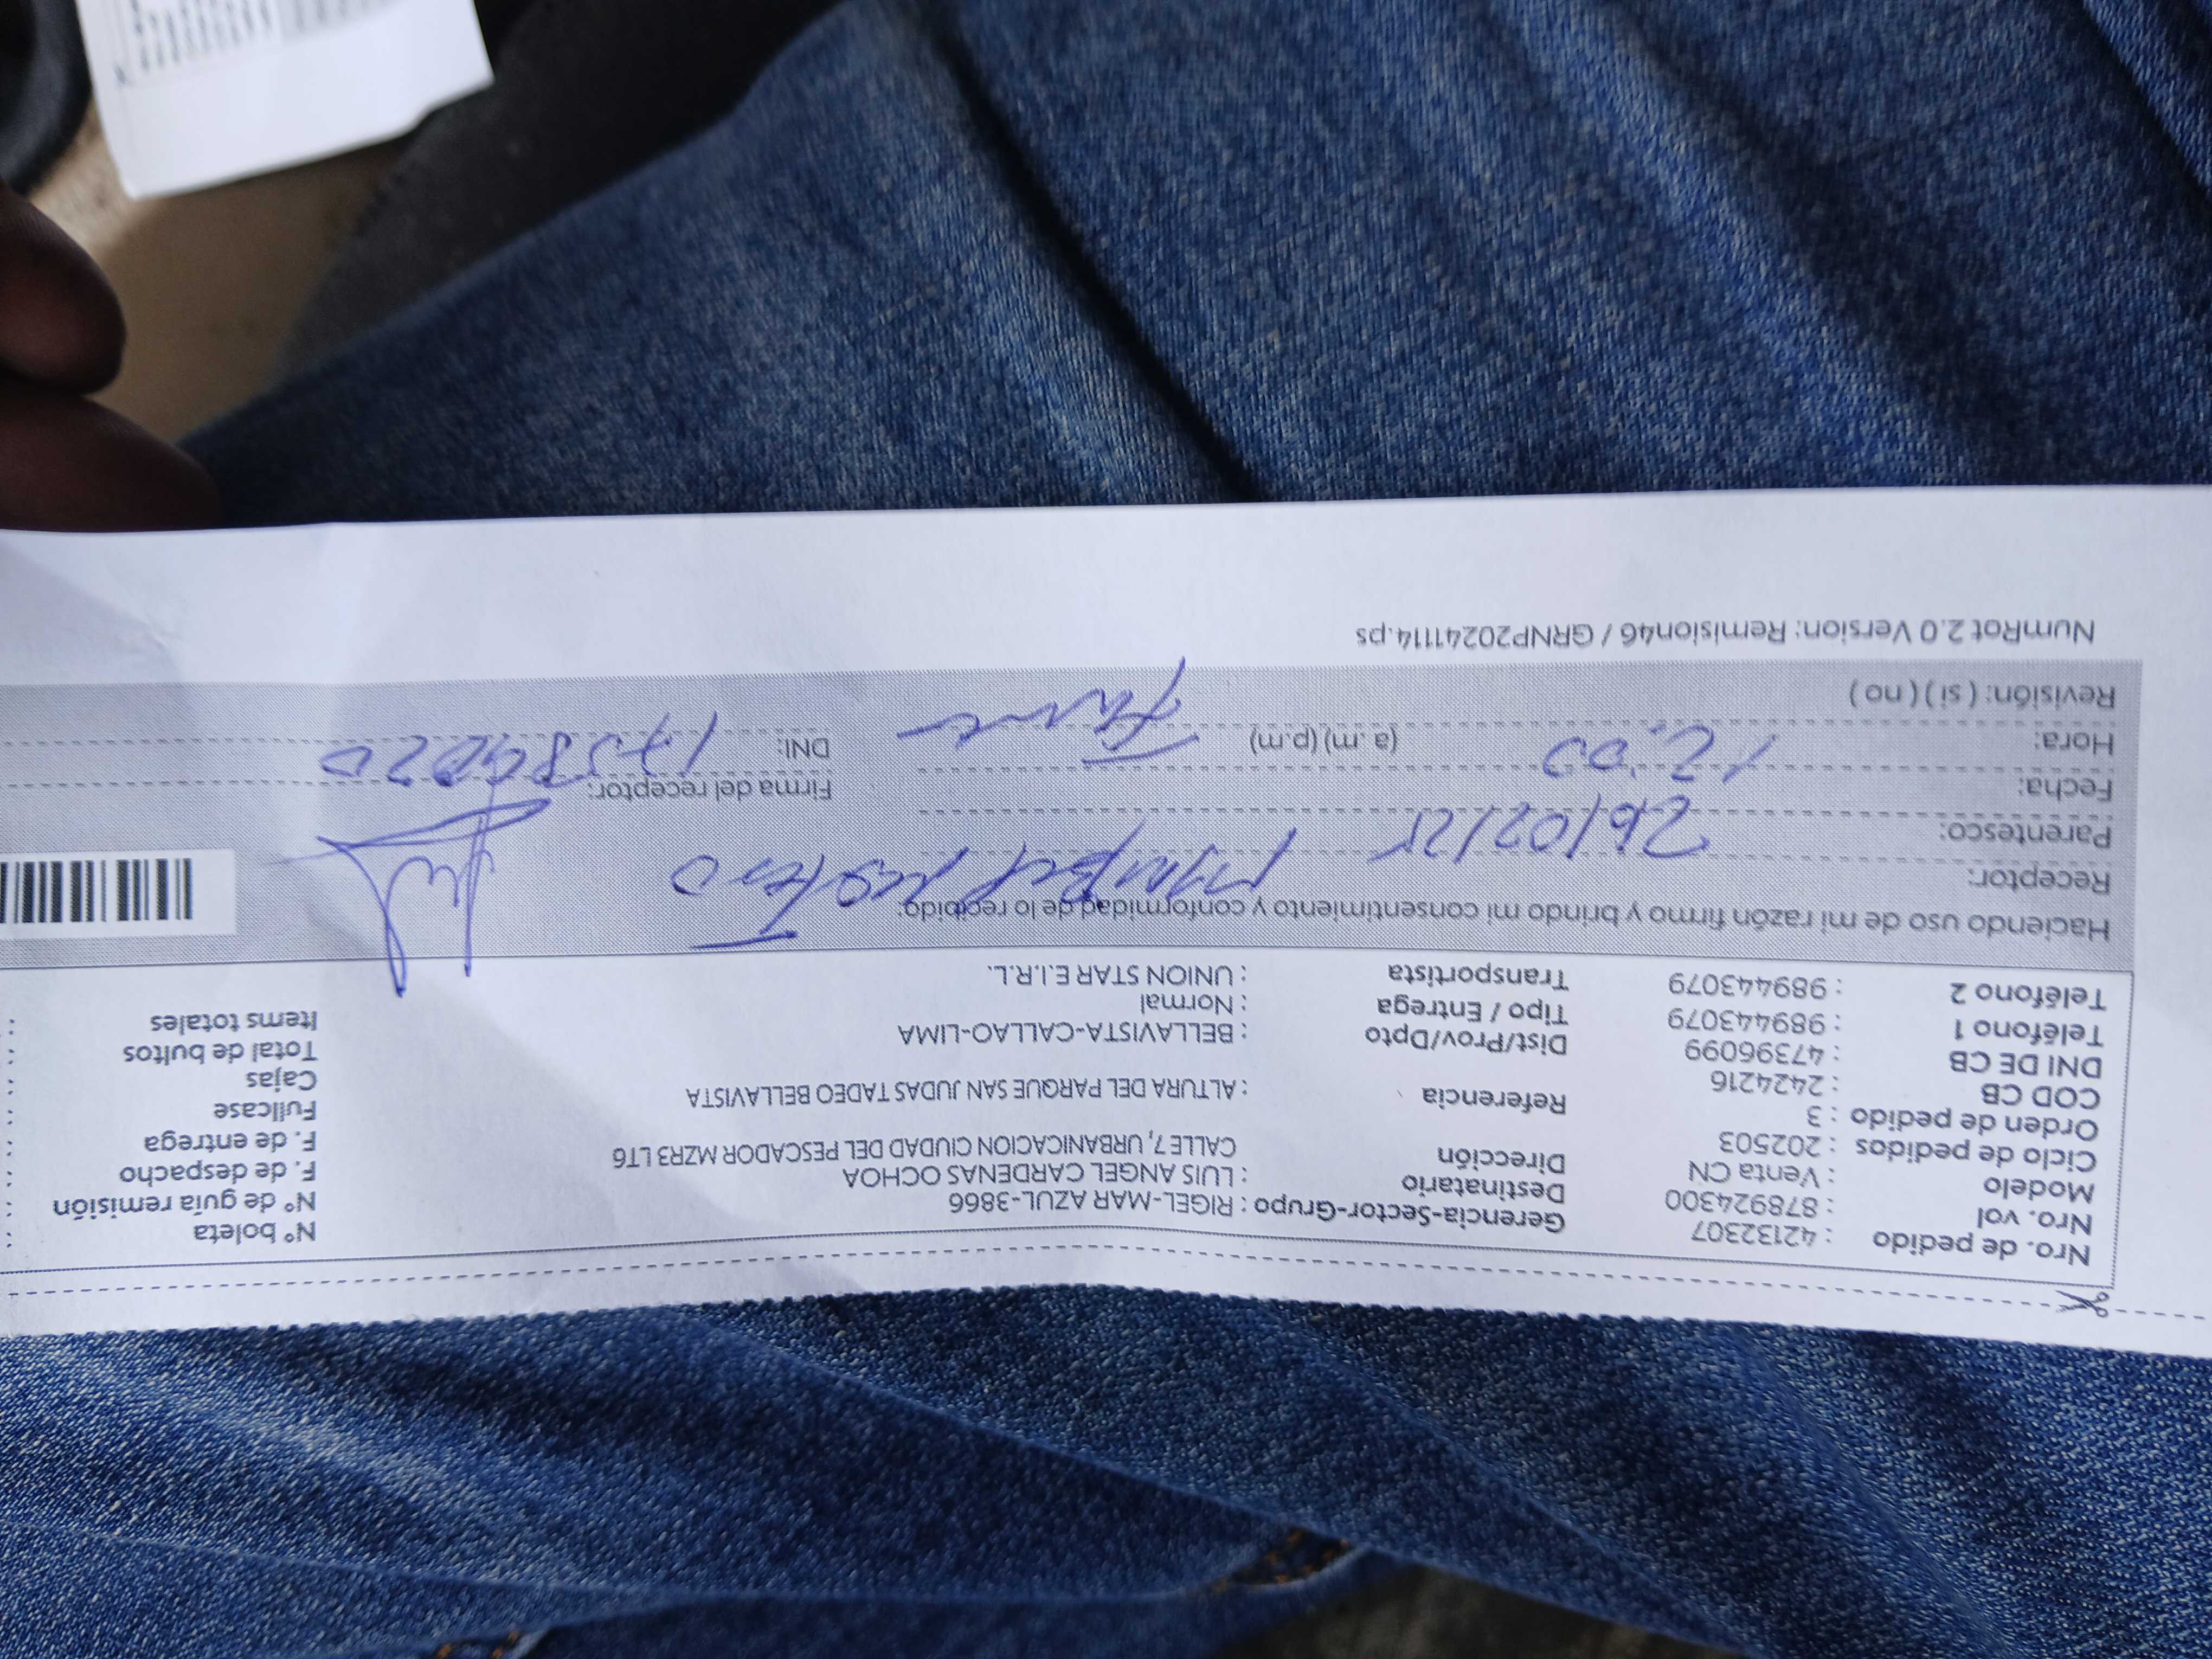 Nro. de pedido : 42132307
Nro. vol : 878924300
Modelo : Venta CN
Ciclo de pedidos : 202503
Orden de pedido : 3
COD CB : 2424216
DNI DE CB : 47396099
Teléfono 1 : 989443079
Teléfono 2 : 989443079
Gerencia-Sector-Grupo : RIGEL-MAR AZUL-3866
Destinatario : LUIS ANGEL CARDENAS OCHOA
Dirección CALLE 7, URBANICACION CIUDAD DEL PESCADOR MZR3 LT6
Referencia : ALTURA DEL PARQUE SAN JUDAS TADEO BELLAVISTA
Dist/Prov/Dpto : BELLAVISTA-CALLAO-LIMA
Tipo / Entrega : Normal
Transportista : UNION STAR E.I.R.L.
N° boleta :
N° de guía remisión :
F. de despacho :
F. de entrega :
Fullcase :
Cajas :
Total de bultos :
Items totales :
Haciendo uso de mi razón firmo y brindo mi consentimiento y conformidad de lo recibido:
Receptor:
Parentesco: 26/02/25
Fecha:
Hora: 12:00 (a.m) (p.m)
Revisión: ( si ) ( no )
Firma del receptor:
DNI:
NumRot 2.0 Version: Remision46 / GRNP20241114.ps